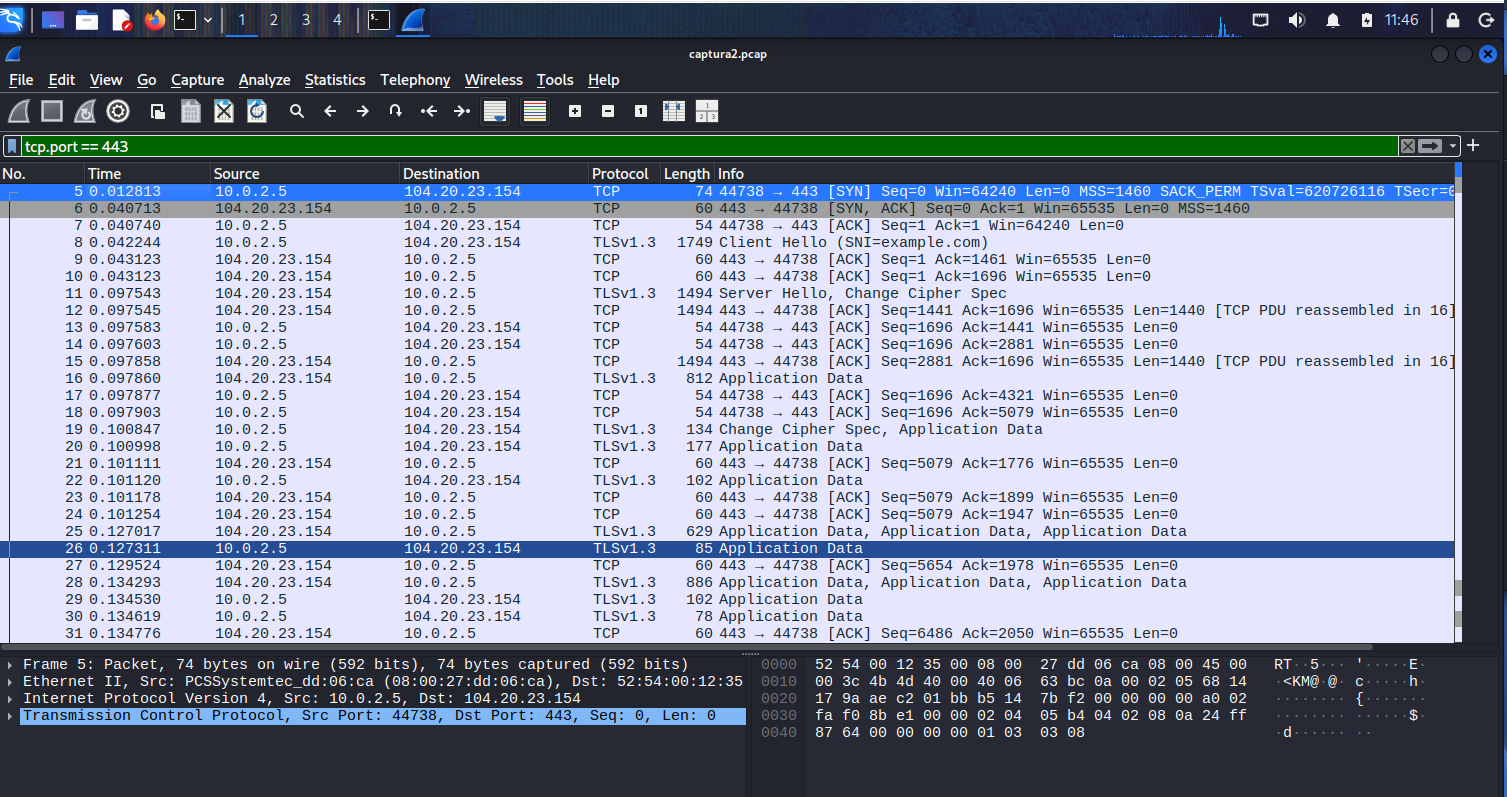 1 2 3 4 11:46
captura2.pcap
File Edit View Go Capture Analyze Statistics Telephony Wireless Tools Help
tcp.port == 443
No. Time Source Destination Protocol Length Info
5 0.012813 10.0.2.5 104.20.23.154 TCP 74 44738 → 443 [SYN] Seq=0 Win=64240 Len=0 MSS=1460 SACK_PERM TSval=620726116 TSecr=0
6 0.040713 104.20.23.154 10.0.2.5 TCP 60 443 → 44738 [SYN, ACK] Seq=0 Ack=1 Win=65535 Len=0 MSS=1460
7 0.040740 10.0.2.5 104.20.23.154 TCP 54 44738 → 443 [ACK] Seq=1 Ack=1 Win=64240 Len=0
8 0.042244 10.0.2.5 104.20.23.154 TLSv1.3 1749 Client Hello (SNI=example.com)
9 0.043123 104.20.23.154 10.0.2.5 TCP 60 443 → 44738 [ACK] Seq=1 Ack=1461 Win=65535 Len=0
10 0.043123 104.20.23.154 10.0.2.5 TCP 60 443 → 44738 [ACK] Seq=1 Ack=1696 Win=65535 Len=0
11 0.097543 104.20.23.154 10.0.2.5 TLSv1.3 1494 Server Hello, Change Cipher Spec
12 0.097545 104.20.23.154 10.0.2.5 TCP 1494 443 → 44738 [ACK] Seq=1441 Ack=1696 Win=65535 Len=1440 [TCP PDU reassembled in 16]
13 0.097583 10.0.2.5 104.20.23.154 TCP 54 44738 → 443 [ACK] Seq=1696 Ack=1441 Win=65535 Len=0
14 0.097603 10.0.2.5 104.20.23.154 TCP 54 44738 → 443 [ACK] Seq=1696 Ack=2881 Win=65535 Len=0
15 0.097858 104.20.23.154 10.0.2.5 TCP 1494 443 → 44738 [ACK] Seq=2881 Ack=1696 Win=65535 Len=1440 [TCP PDU reassembled in 16]
16 0.097860 104.20.23.154 10.0.2.5 TLSv1.3 812 Application Data
17 0.097877 10.0.2.5 104.20.23.154 TCP 54 44738 → 443 [ACK] Seq=1696 Ack=4321 Win=65535 Len=0
18 0.097903 10.0.2.5 104.20.23.154 TCP 54 44738 → 443 [ACK] Seq=1696 Ack=5079 Win=65535 Len=0
19 0.100847 10.0.2.5 104.20.23.154 TLSv1.3 134 Change Cipher Spec, Application Data
20 0.100998 10.0.2.5 104.20.23.154 TLSv1.3 177 Application Data
21 0.101111 104.20.23.154 10.0.2.5 TCP 60 443 → 44738 [ACK] Seq=5079 Ack=1776 Win=65535 Len=0
22 0.101120 10.0.2.5 104.20.23.154 TLSv1.3 102 Application Data
23 0.101178 104.20.23.154 10.0.2.5 TCP 60 443 → 44738 [ACK] Seq=5079 Ack=1899 Win=65535 Len=0
24 0.101254 104.20.23.154 10.0.2.5 TCP 60 443 → 44738 [ACK] Seq=5079 Ack=1947 Win=65535 Len=0
25 0.127017 104.20.23.154 10.0.2.5 TLSv1.3 629 Application Data, Application Data, Application Data
26 0.127311 10.0.2.5 104.20.23.154 TLSv1.3 85 Application Data
27 0.129524 104.20.23.154 10.0.2.5 TCP 60 443 → 44738 [ACK] Seq=5654 Ack=1978 Win=65535 Len=0
28 0.134293 104.20.23.154 10.0.2.5 TLSv1.3 886 Application Data, Application Data, Application Data
29 0.134530 10.0.2.5 104.20.23.154 TLSv1.3 102 Application Data
30 0.134619 10.0.2.5 104.20.23.154 TLSv1.3 78 Application Data
31 0.134776 104.20.23.154 10.0.2.5 TCP 60 443 → 44738 [ACK] Seq=6486 Ack=2050 Win=65535 Len=0
Frame 5: Packet, 74 bytes on wire (592 bits), 74 bytes captured (592 bits)
Ethernet II, Src: PCSSystemtec_dd:06:ca (08:00:27:dd:06:ca), Dst: 52:54:00:12:35
Internet Protocol Version 4, Src: 10.0.2.5, Dst: 104.20.23.154
Transmission Control Protocol, Src Port: 44738, Dst Port: 443, Seq: 0, Len: 0
0000 52 54 00 12 35 00 08 00 27 dd 06 ca 08 00 45 00 RT··5···'·····E·
0010 00 3c 4b 4d 40 00 40 06 63 bc 0a 00 02 05 68 14 ·<KM@·@·c·····h·
0020 17 9a ae c2 01 bb b5 14 7b f2 00 00 00 00 a0 02 ········{·······
0030 fa f0 8b e1 00 00 02 04 05 b4 04 02 08 0a 24 ff ··············$·
0040 87 64 00 00 00 00 01 03 03 08 ·d········